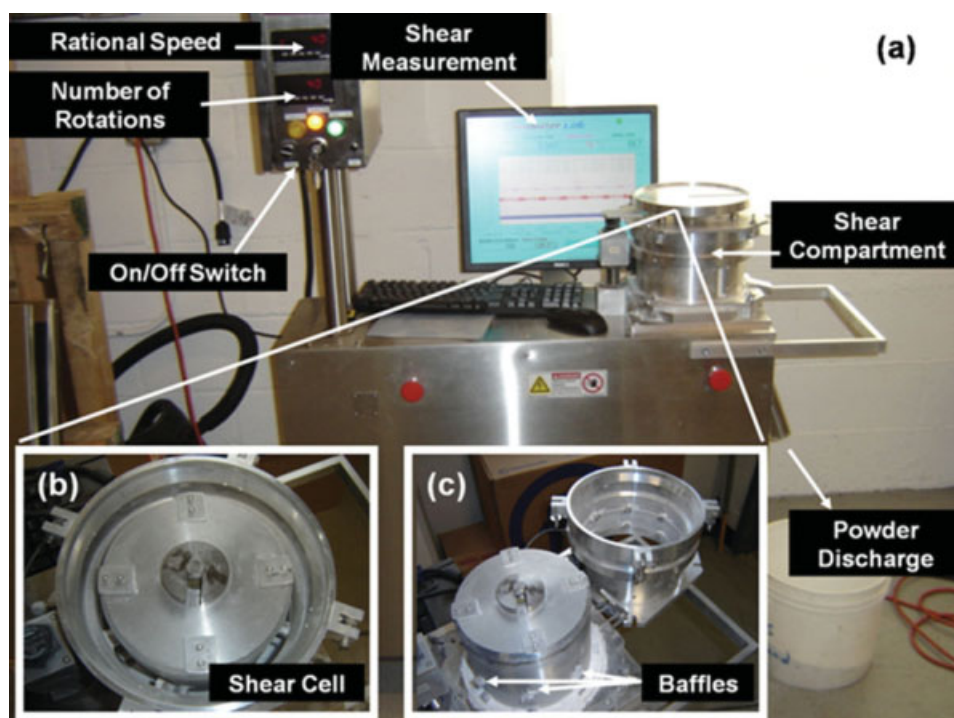 Rational Speed
Shear
Measurement
(a)
Number of
Rotations
Shear
Compartment
On/Off Switch
(b)
(c)
Powder
Discharge
Shear Cell
Baffles